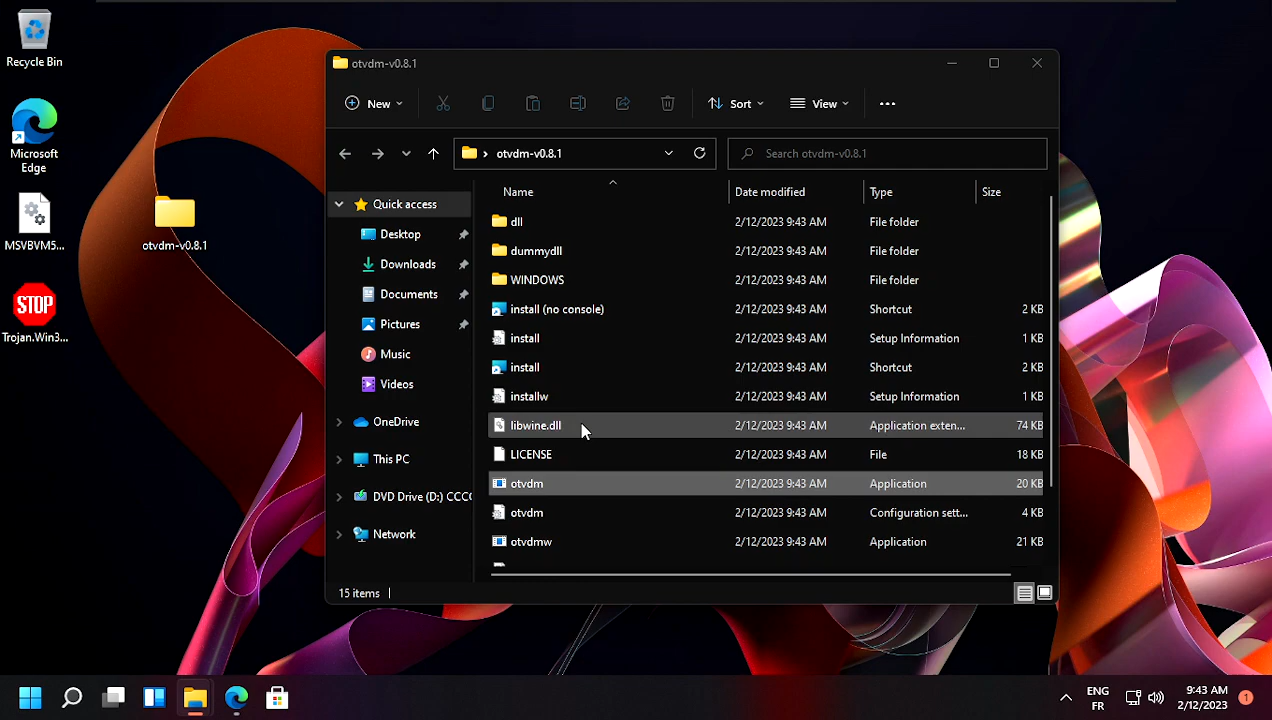 Recycle Bin
Microsoft
Edge
MSVBVM5...
otvdm-v0.8.1
STOP
Trojan.Win3...
otvdm-v0.8.1
New
Sort
View
otvdm-v0.8.1
Search otvdm-v0.8.1
Quick access
Desktop
Downloads
Documents
Pictures
Music
Videos
OneDrive
This PC
DVD Drive (D:) CCC
Network
Name Date modified Type Size
dll 2/12/2023 9:43 AM File folder
dummydll 2/12/2023 9:43 AM File folder
WINDOWS 2/12/2023 9:43 AM File folder
install (no console) 2/12/2023 9:43 AM Shortcut 2 KB
install 2/12/2023 9:43 AM Setup Information 1 KB
install 2/12/2023 9:43 AM Shortcut 2 KB
installw 2/12/2023 9:43 AM Setup Information 1 KB
libwine.dll 2/12/2023 9:43 AM Application exten... 74 KB
LICENSE 2/12/2023 9:43 AM File 18 KB
otvdm 2/12/2023 9:43 AM Application 20 KB
otvdm 2/12/2023 9:43 AM Configuration sett... 4 KB
otvdmw 2/12/2023 9:43 AM Application 21 KB
15 items
ENG
FR
9:43 AM
2/12/2023
1